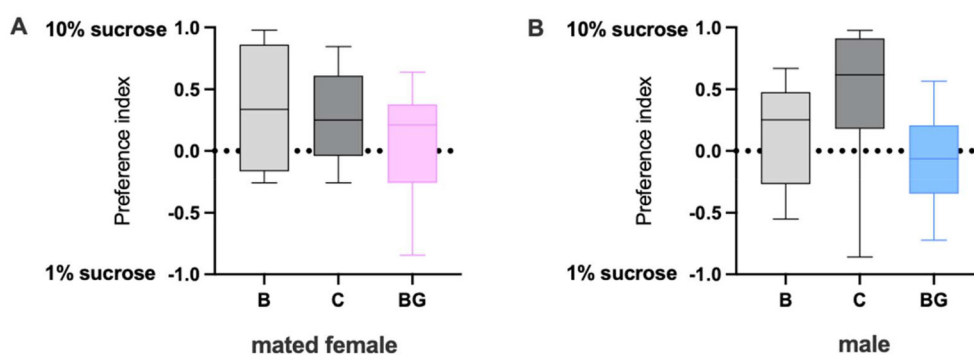 A
10% sucrose
1.0
0.5
0.0
-0.5
-1.0
1% sucrose
Preference index
B C BG
mated female
B
10% sucrose
1.0
0.5
0.0
-0.5
-1.0
1% sucrose
Preference index
B C BG
male